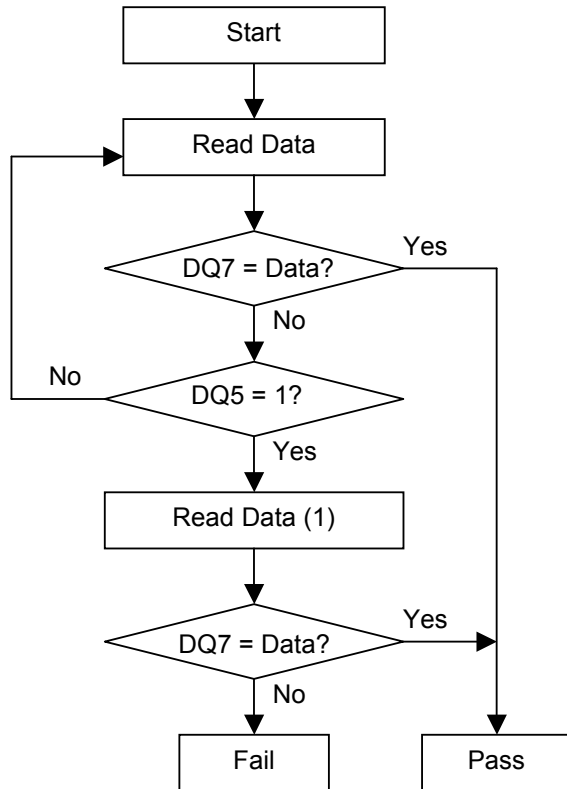 Start
Read Data
Yes
DQ7 = Data?
No
No
DQ5 = 1?
Yes
Read Data (1)
Yes
DQ7 = Data?
No
Fail
Pass